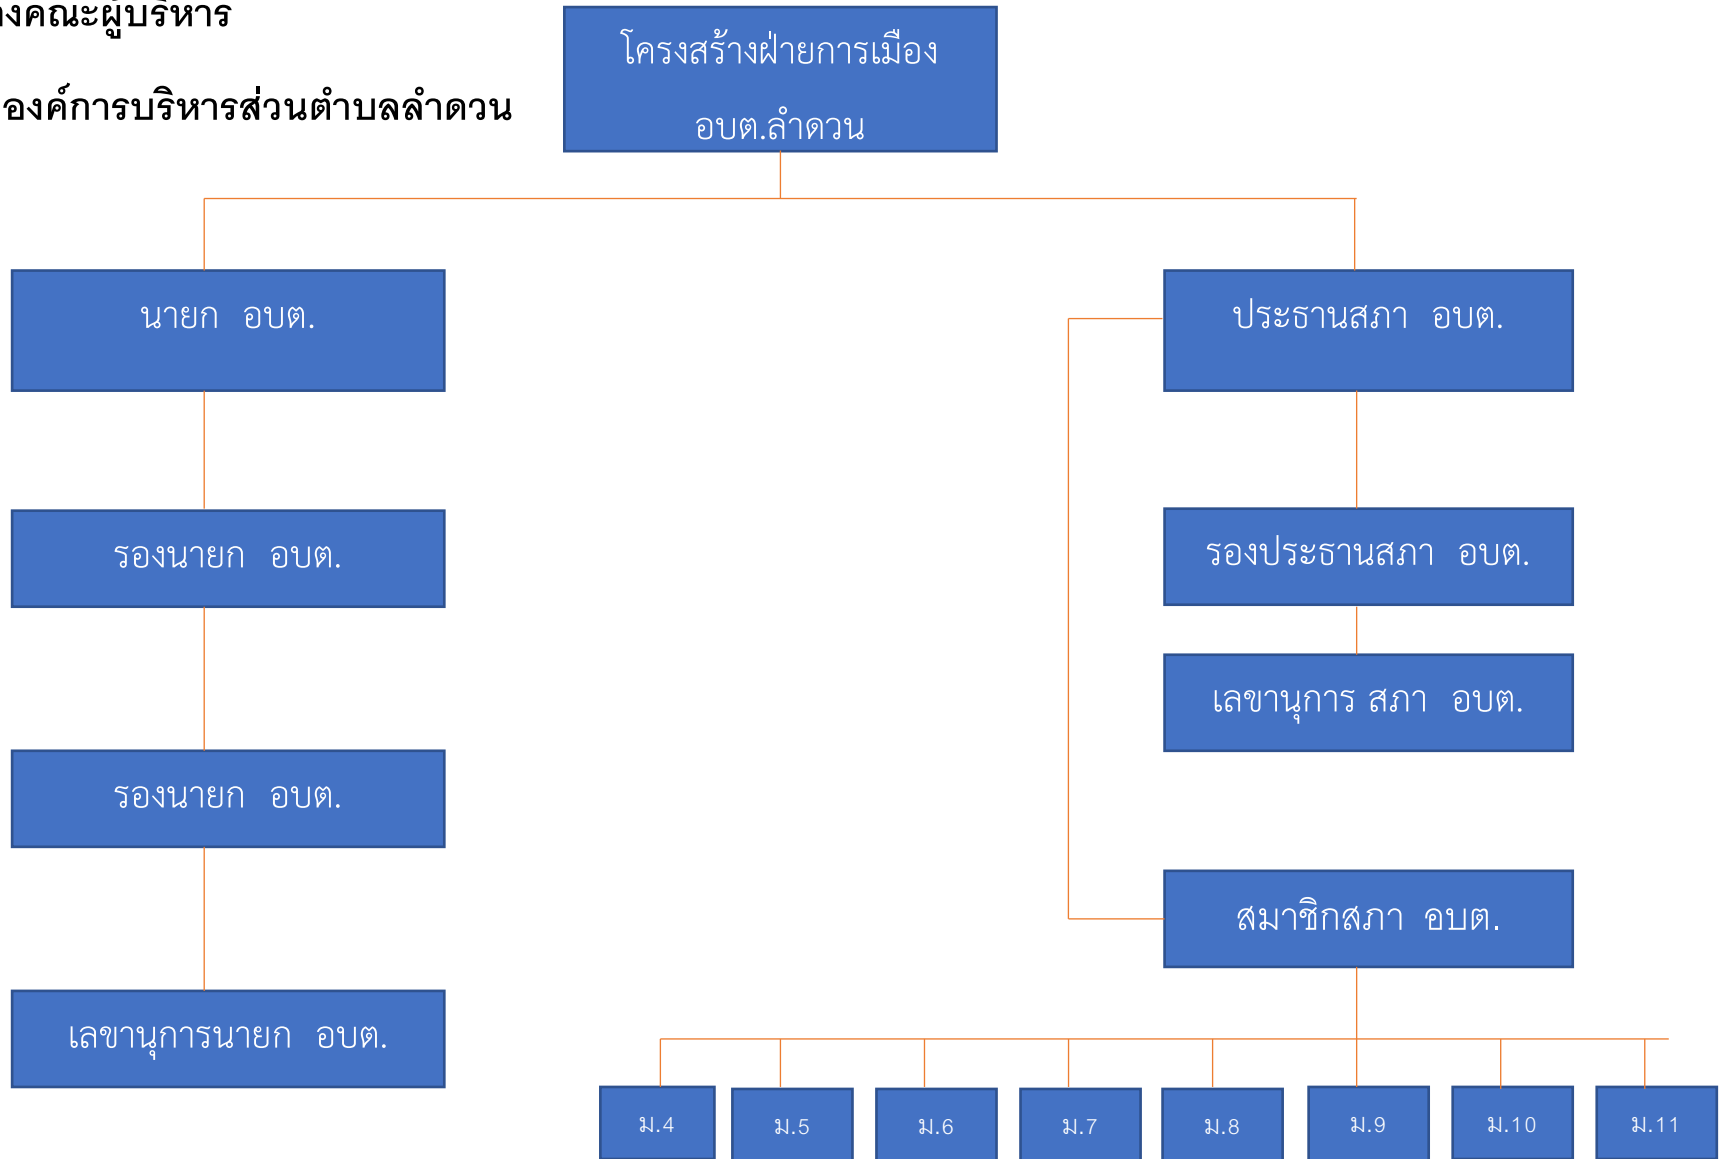 งคณะผู้บริหาร
องค์การบริหารส่วนตำบลลำดวน
โครงสร้างฝ่ายการเมือง
อบต.ลำดวน
นายก อบต.
ประธานสภา อบต.
รองนายก อบต.
รองประธานสภา อบต.
เลขานุการ สภา อบต.
รองนายก อบต.
สมาชิกสภา อบต.
เลขานุการนายก อบต.
ม.4
ม.5
ม.6
ม.7
ม.8
ม.9
ม.10
ม.11